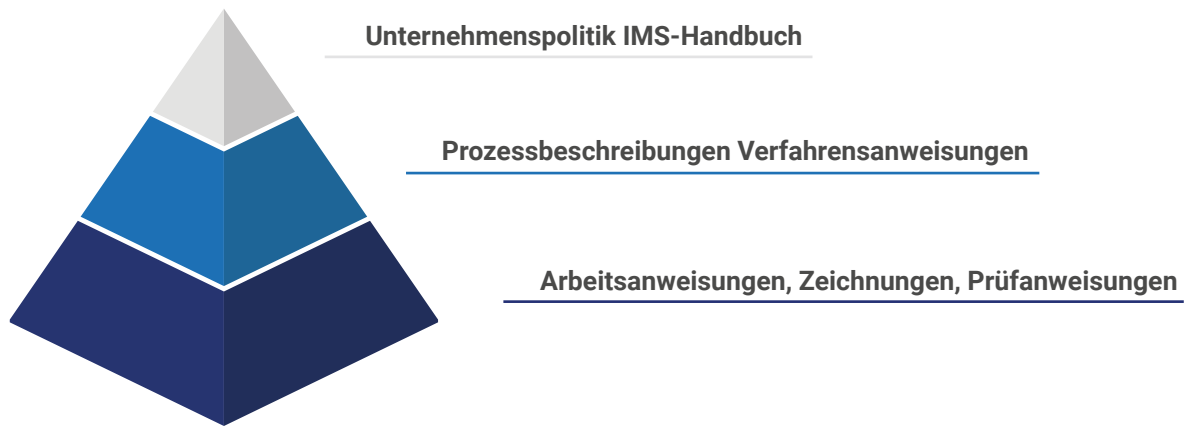 Unternehmenspolitik IMS-Handbuch
Prozessbeschreibungen Verfahrensanweisungen
Arbeitsanweisungen, Zeichnungen, Prüfanweisungen